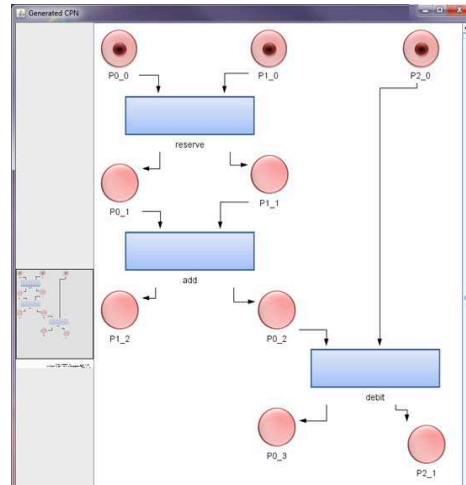 Generated CPN
P0_0
P1_0
P2_0
reserve
P0_1
P1_1
add
P1_2
P0_2
debit
P0_3
P2_1